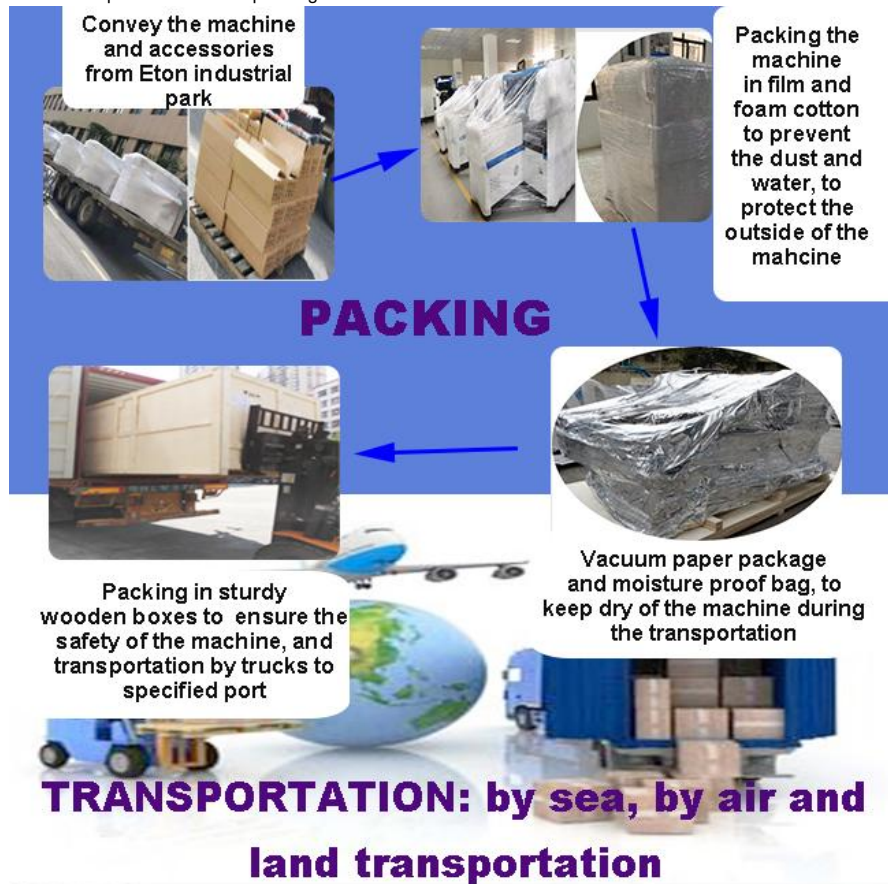 Convey the machine
and accessories
from Eton industrial
park
Packing the
machine
in film and
foam cotton
to prevent
the dust and
water, to
protect the
outside of the
mahcine
PACKING
Vacuum paper package
and moisture proof bag, to
keep dry of the machine during
the transportation
Packing in sturdy
wooden boxes to ensure the
safety of the machine, and
transportation by trucks to
specified port
TRANSPORTATION: by sea, by air and
land transportation